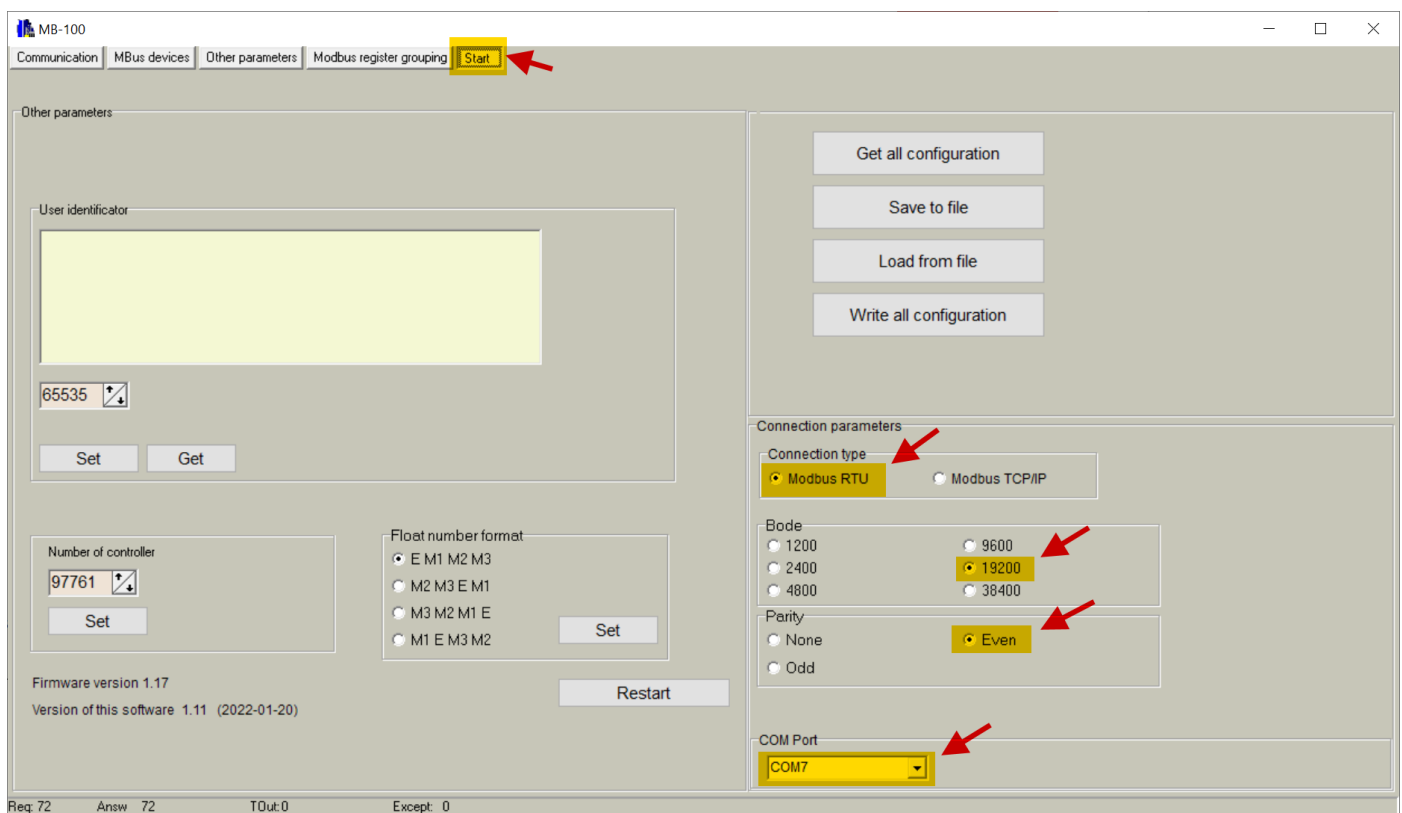 MB-100
Communication MBus devices Other parameters Modbus register grouping Start
Other parameters
User identificator
65535
Set Get
Number of controller
97761
Set
Float number format
E M1 M2 M3
M2 M3 E M1
M3 M2 M1 E
M1 E M3 M2
Set
Firmware version 1.17
Version of this software 1.11 (2022-01-20)
Restart
Get all configuration
Save to file
Load from file
Write all configuration
Connection parameters
Connection type
Modbus RTU Modbus TCP/IP
Bode
1200 9600
2400 19200
4800 38400
Parity
None Even
Odd
COM Port
COM7
Req: 72 Answ 72 TOut:0 Except: 0